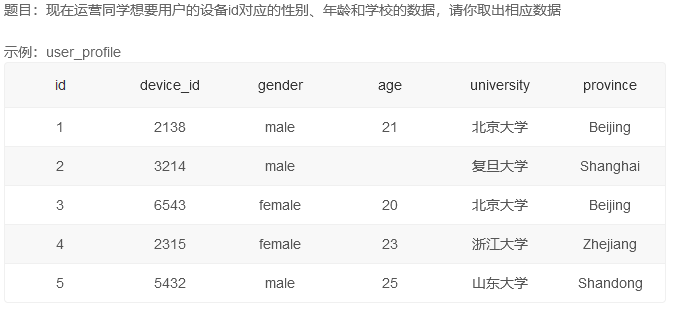 题目：现在运营同学想要用户的设备id对应的性别、年龄和学校的数据，请你取出相应数据
示例：user_profile
id device_id gender age university province
1 2138 male 21 北京大学 Beijing
2 3214 male 复旦大学 Shanghai
3 6543 female 20 北京大学 Beijing
4 2315 female 23 浙江大学 Zhejiang
5 5432 male 25 山东大学 Shandong